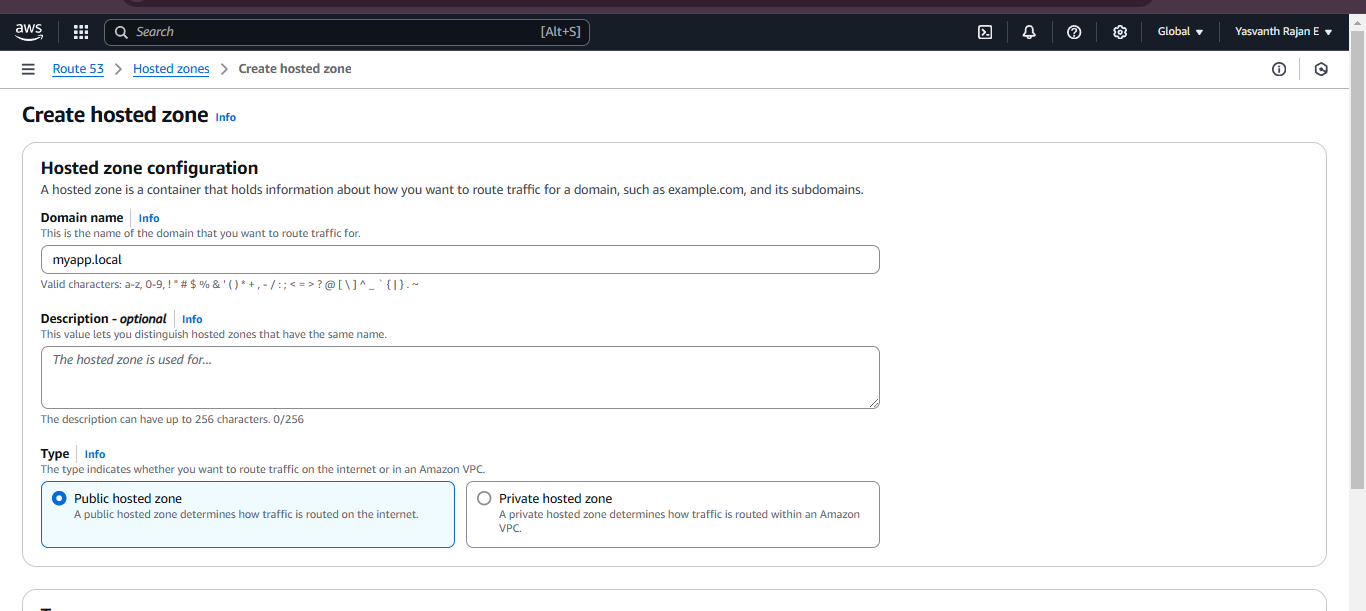 aws
Search [Alt+S]
Global
Yasvanth Rajan E
Route 53 > Hosted zones > Create hosted zone
Create hosted zone Info
Hosted zone configuration
A hosted zone is a container that holds information about how you want to route traffic for a domain, such as example.com, and its subdomains.
Domain name Info
This is the name of the domain that you want to route traffic for.
myapp.local
Valid characters: a-z, 0-9, ! " # $ % & ' ( ) * + , - / : ; < = > ? @ [ \ ] ^ _ ` { | } . ~
Description - optional Info
This value lets you distinguish hosted zones that have the same name.
The hosted zone is used for...
The description can have up to 256 characters. 0/256
Type Info
The type indicates whether you want to route traffic on the internet or in an Amazon VPC.
Public hosted zone
A public hosted zone determines how traffic is routed on the internet.
Private hosted zone
A private hosted zone determines how traffic is routed within an Amazon
VPC.